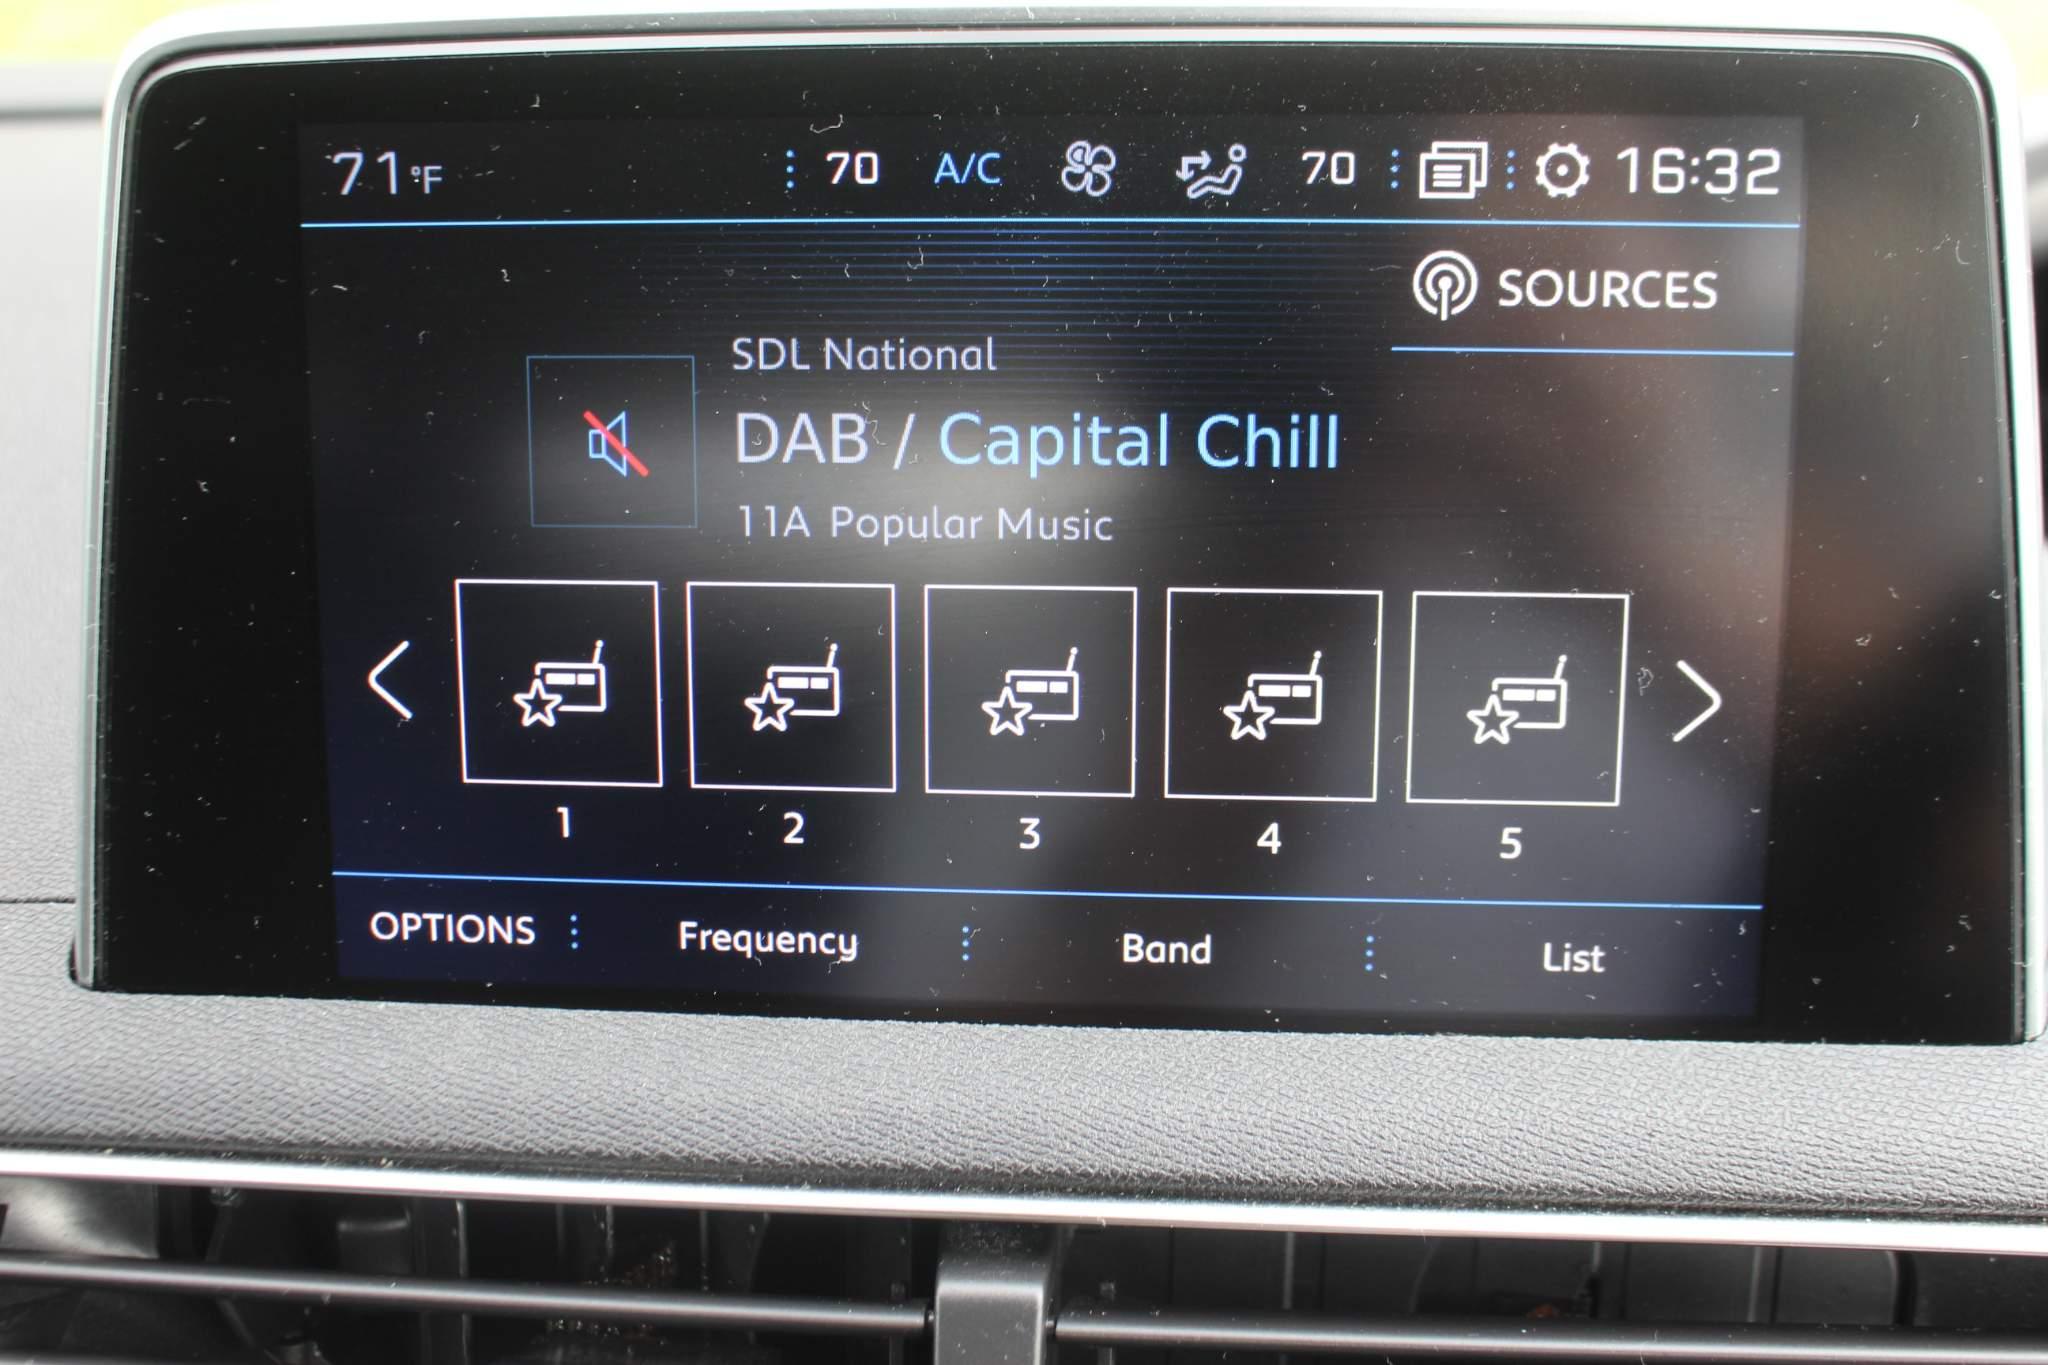 71°F 70 A/C 70 16:32
SOURCES
SDL National
DAB / Capital Chill
11A Popular Music
1 2 3 4 5
OPTIONS Frequency Band List